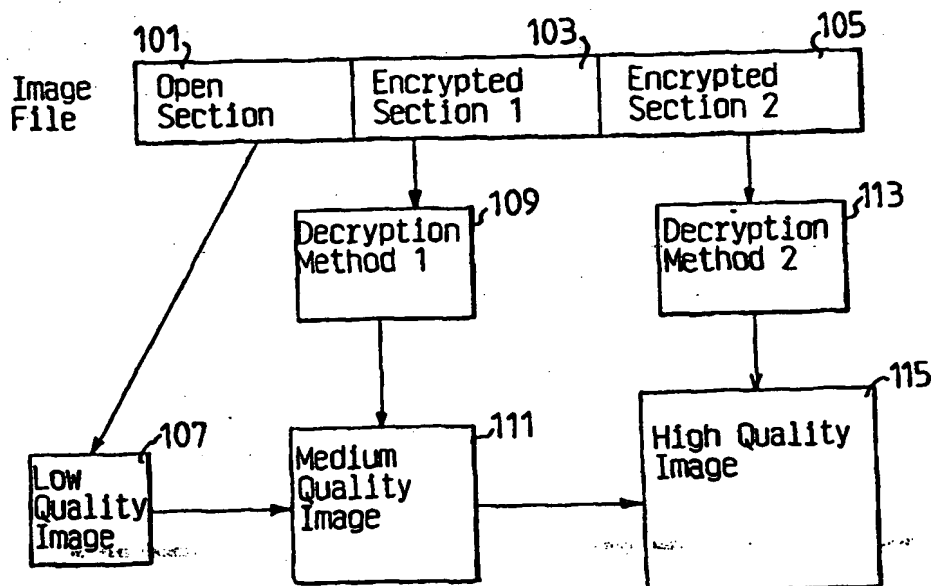 101
103
105
Image
File
Open
Section
Encrypted
Section 1
Encrypted
Section 2
109
Decryption
Method 1
113
Decryption
Method 2
107
Low
Quality
Image
111
Medium
Quality
Image
115
High Quality
Image